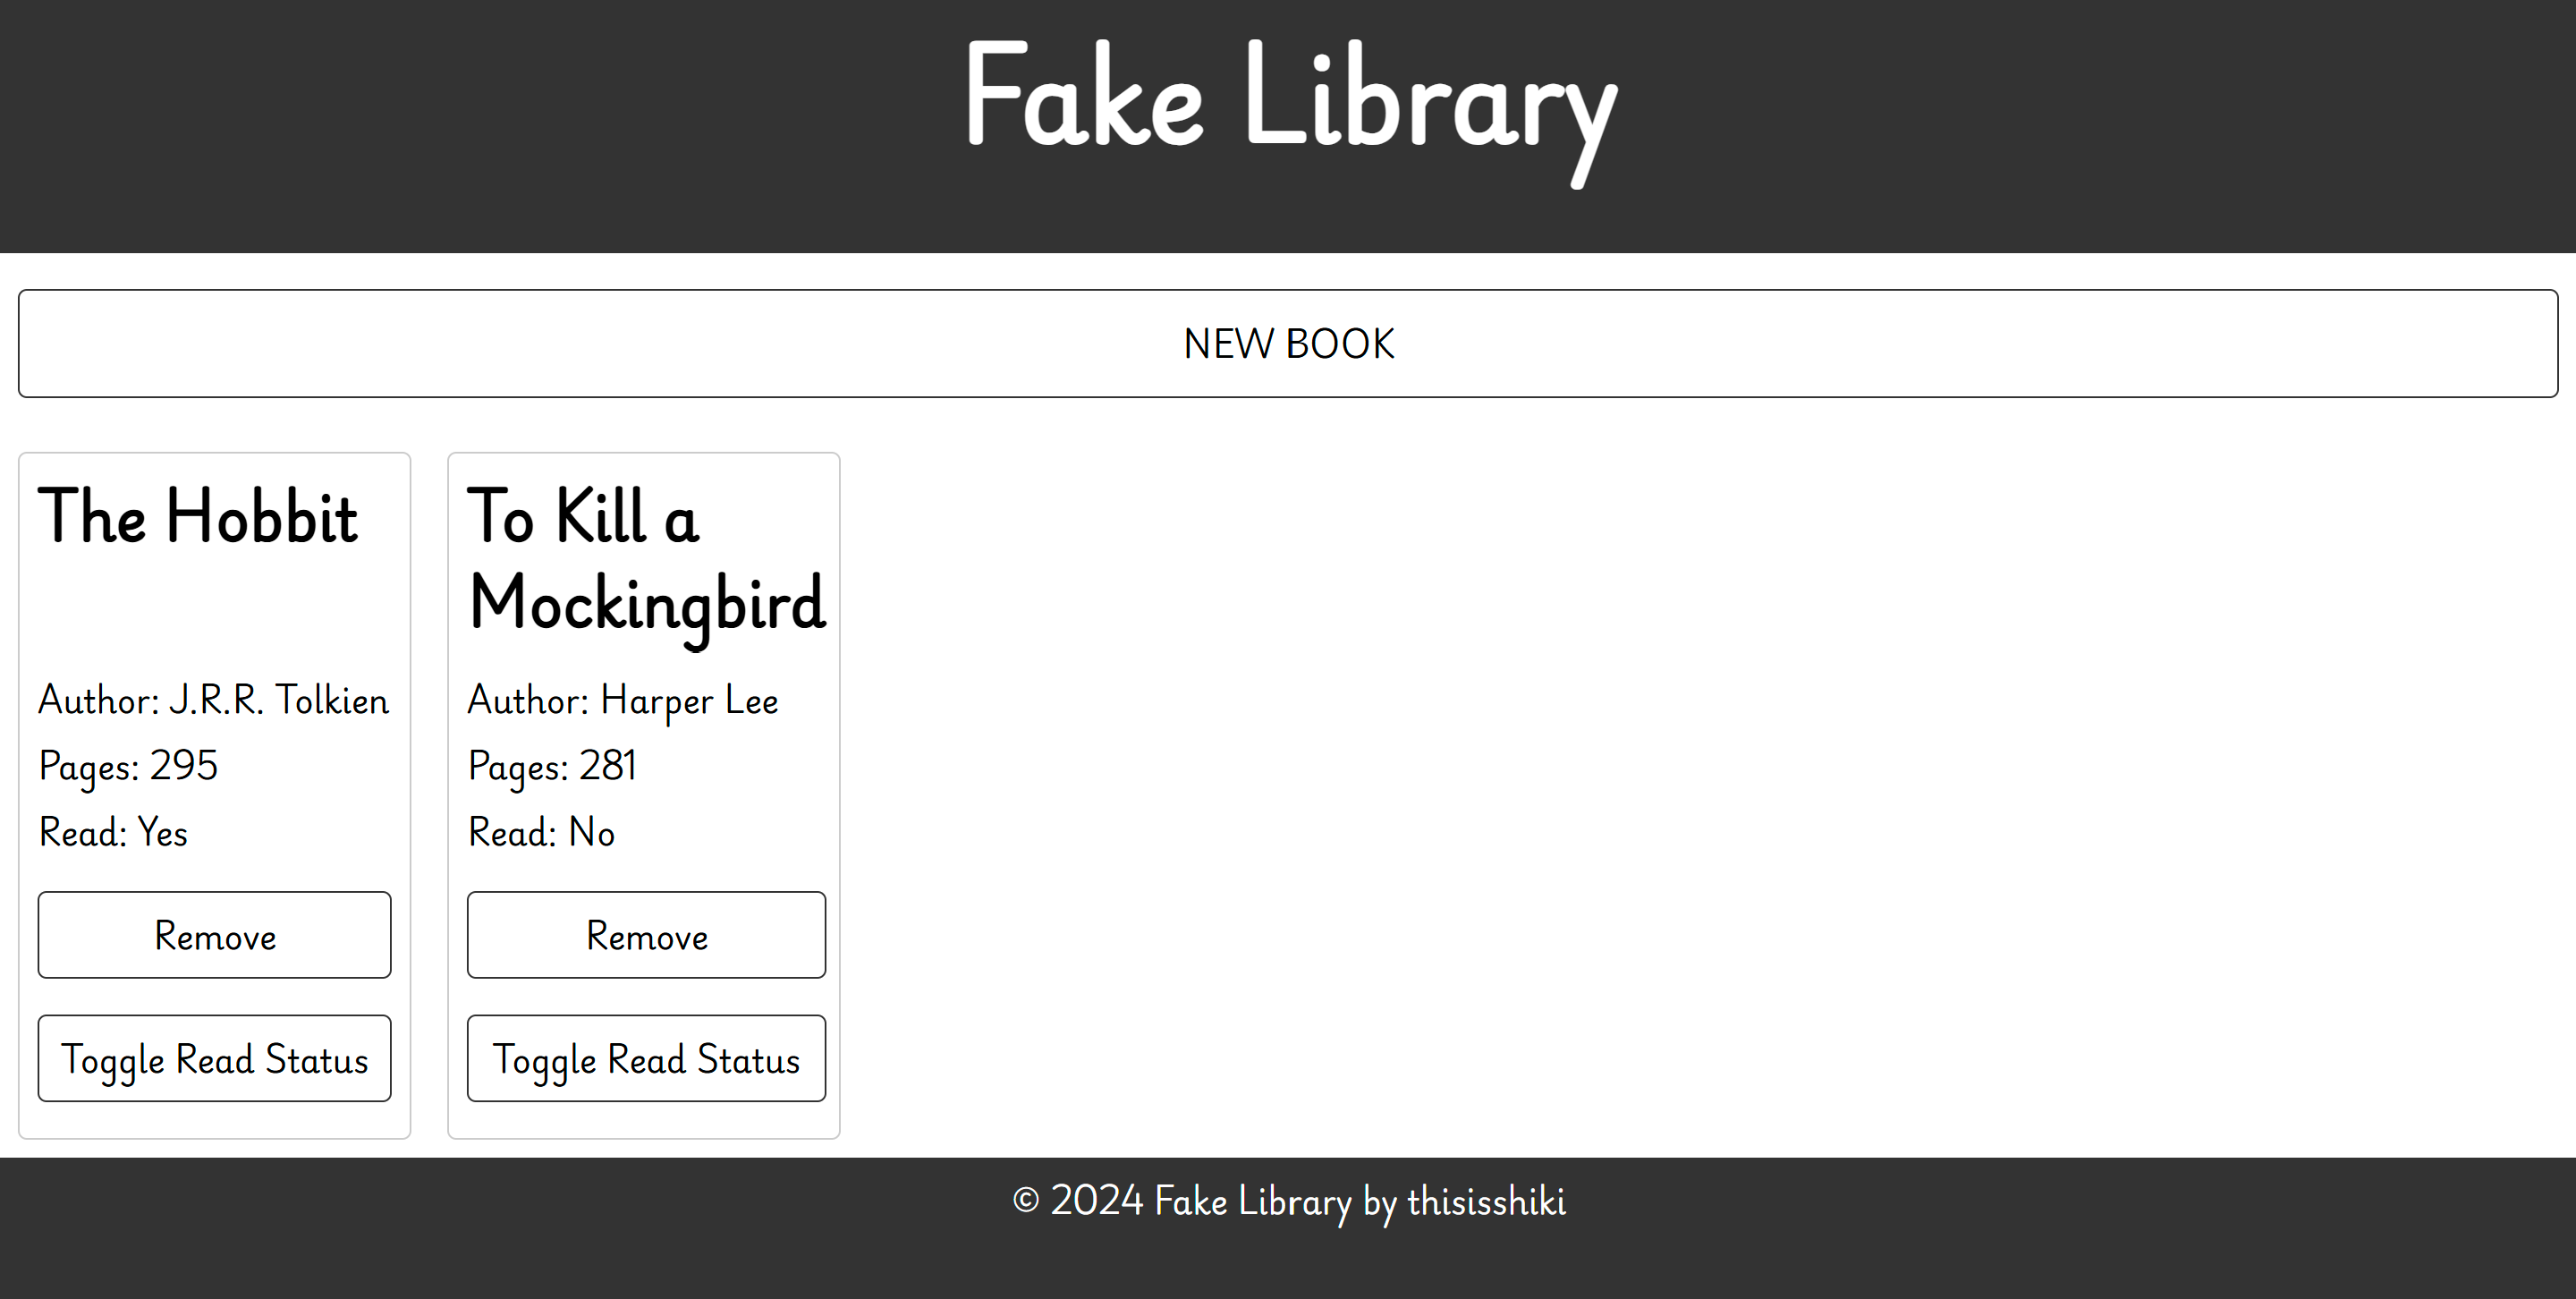 Fake Library
NEW BOOK
The Hobbit
Author: J.R.R. Tolkien
Pages: 295
Read: Yes
Remove
Toggle Read Status
To Kill a
Mockingbird
Author: Harper Lee
Pages: 281
Read: No
Remove
Toggle Read Status
© 2024 Fake Library by thisisshiki